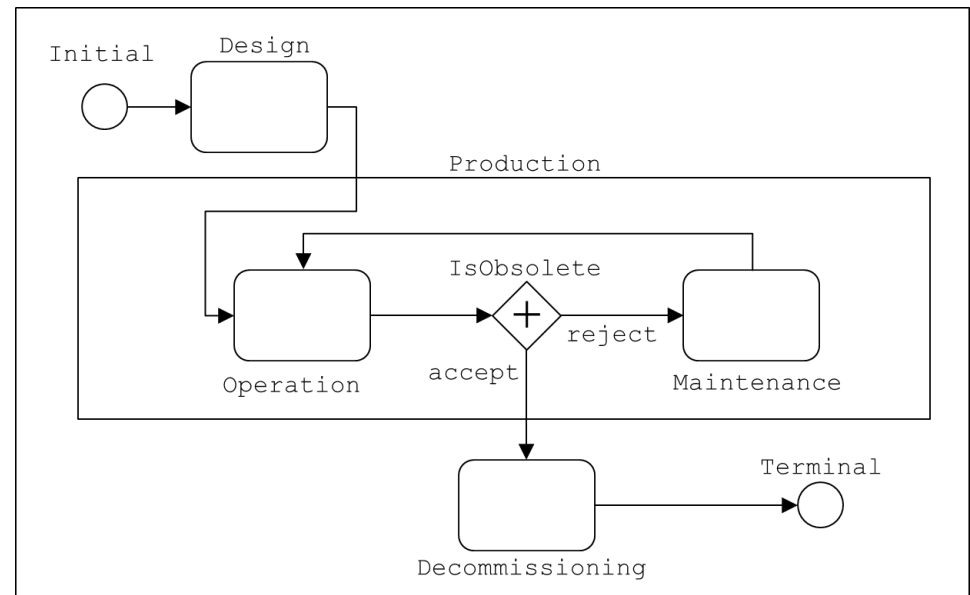 Initial
Design
Production
IsObsolete
reject
accept
Operation
Maintenance
Terminal
Decommissioning